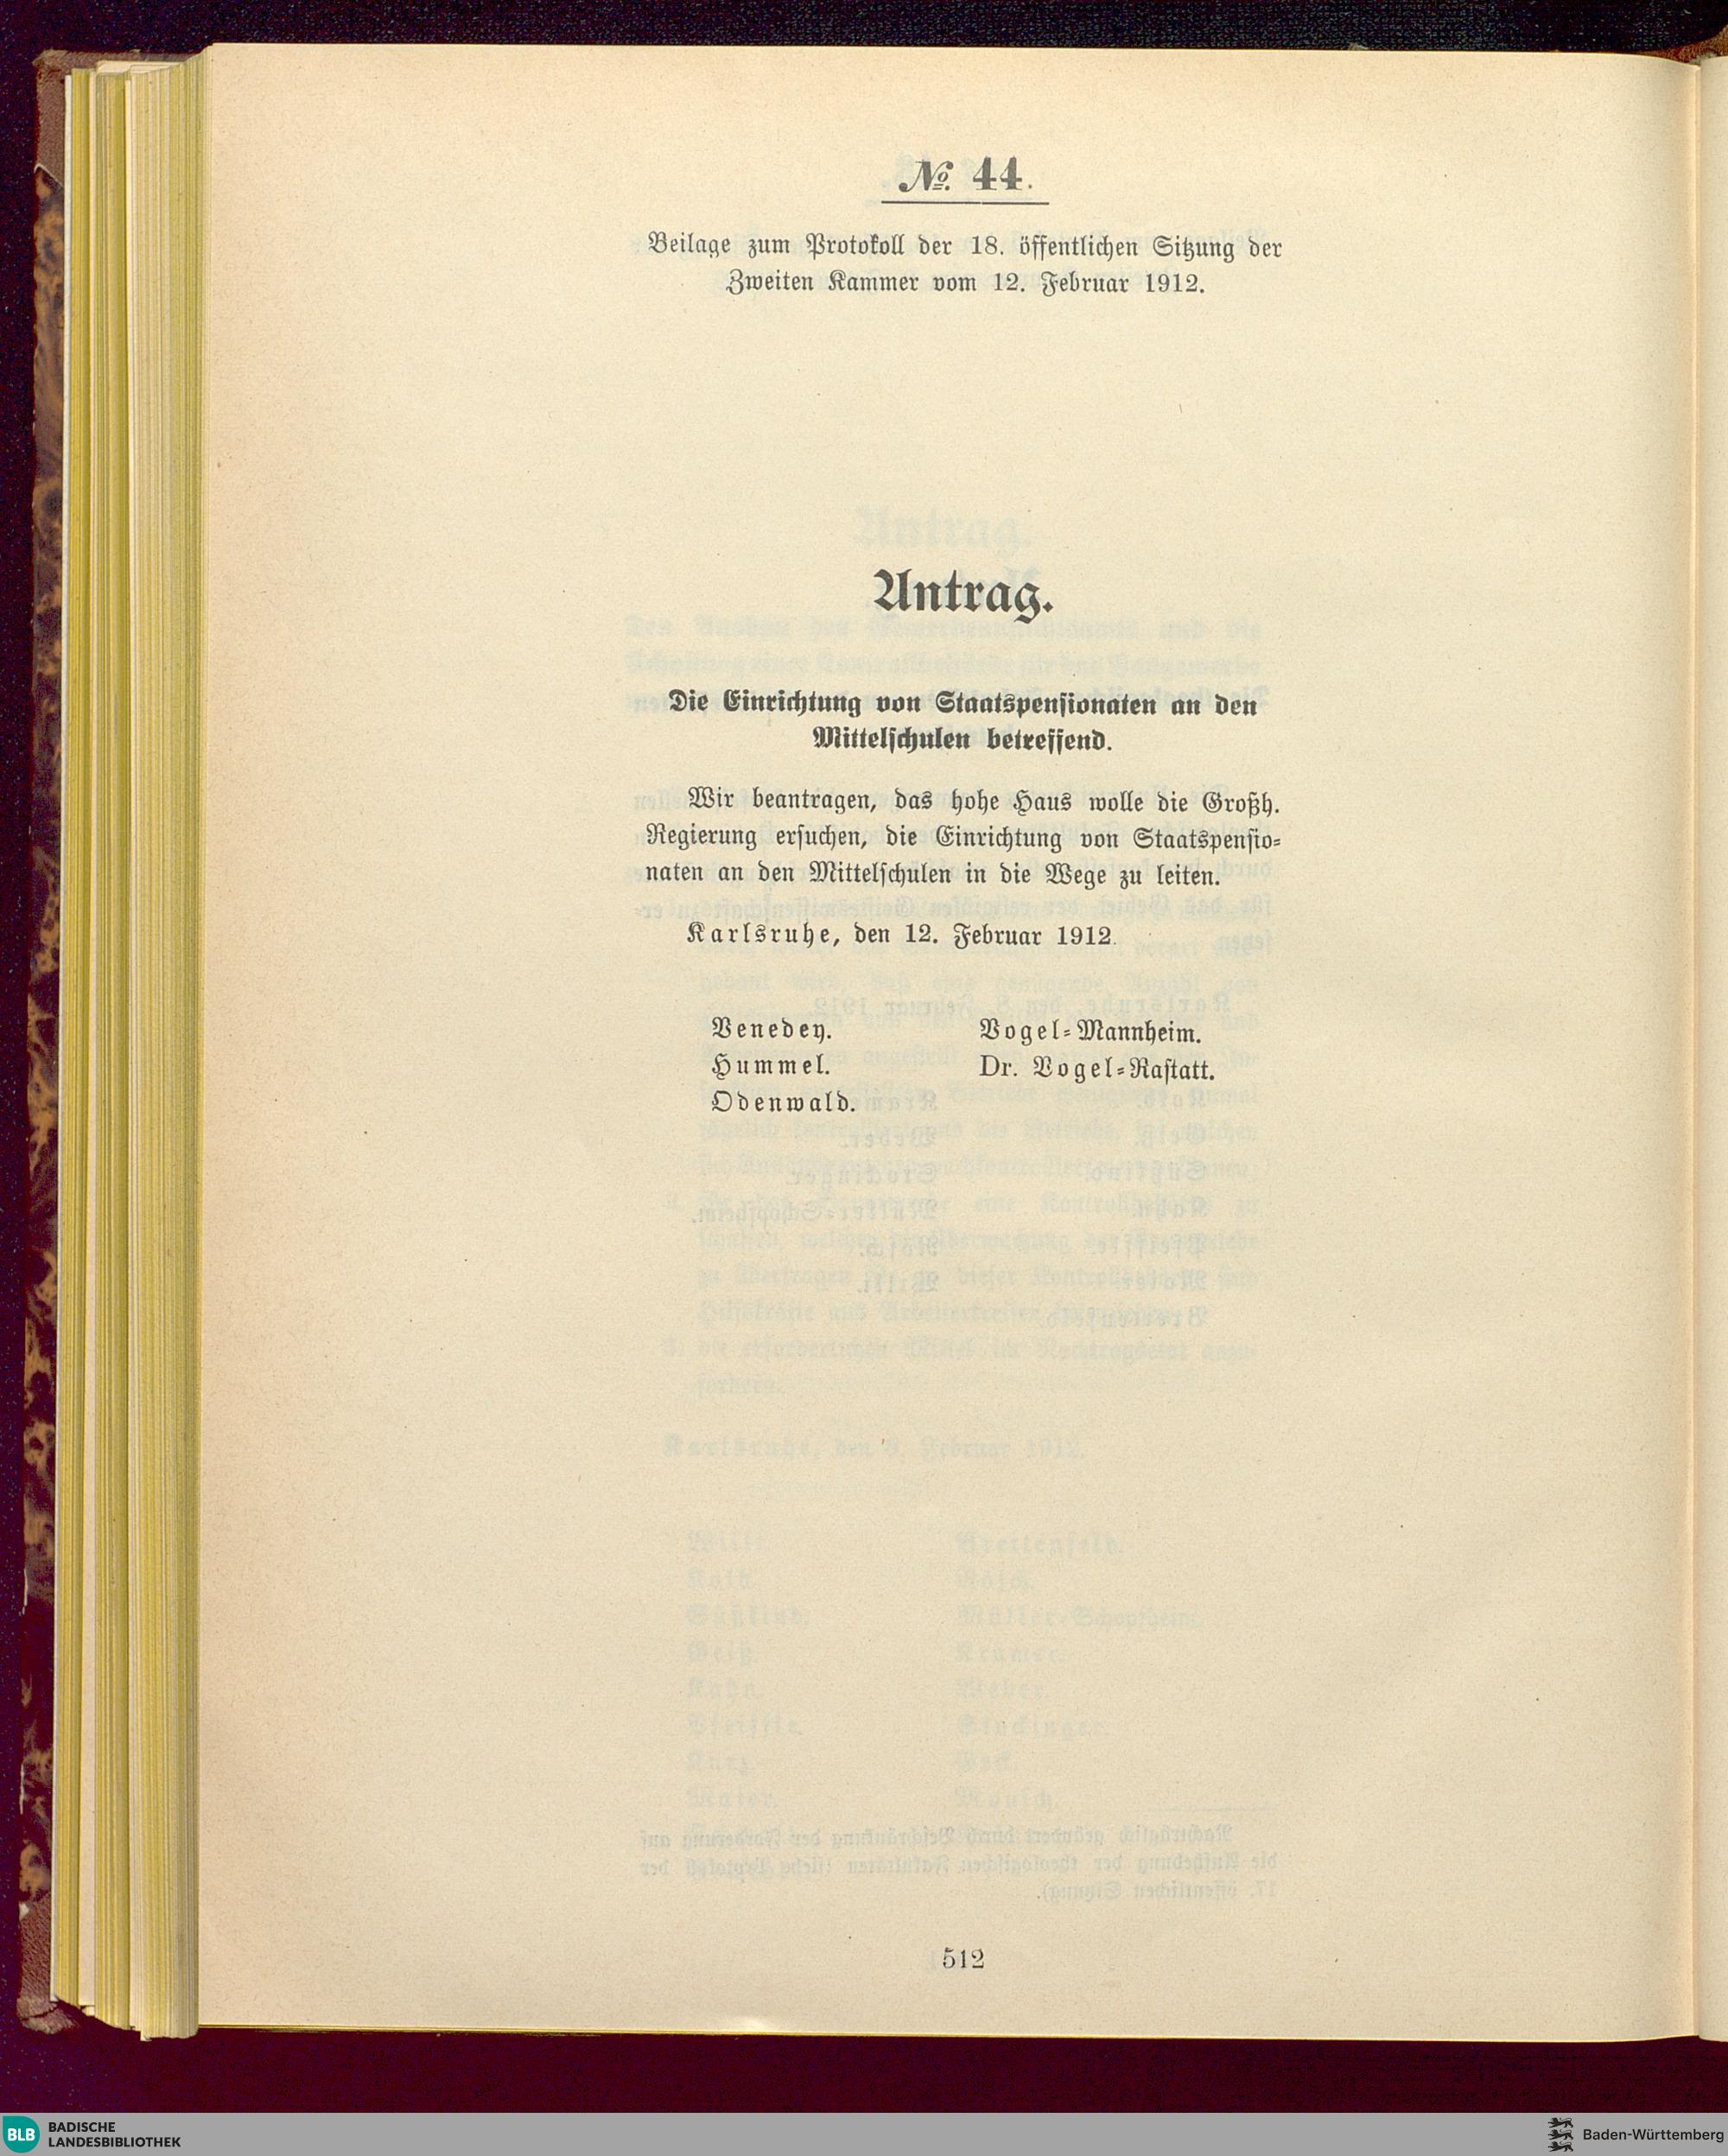 № 44.
Beilage zum Protokoll der 18. öffentlichen Sitzung der
Zweiten Kammer vom 12. Februar 1912.
Antrag.
Die Einrichtung von Staatspensionaten an den
Mittelschulen betreffend.
Wir beantragen, das hohe Haus wolle die Großh.
Regierung ersuchen, die Einrichtung von Staatspensio-
naten an den Mittelschulen in die Wege zu leiten.
Karlsruhe, den 12. Februar 1912.
Venedey.
Hummel.
Odenwald.
Vogel-Mannheim.
Dr. Vogel-Rastatt.
512
BLB BADISCHE
LANDESBIBLIOTHEK
Baden-Württemberg